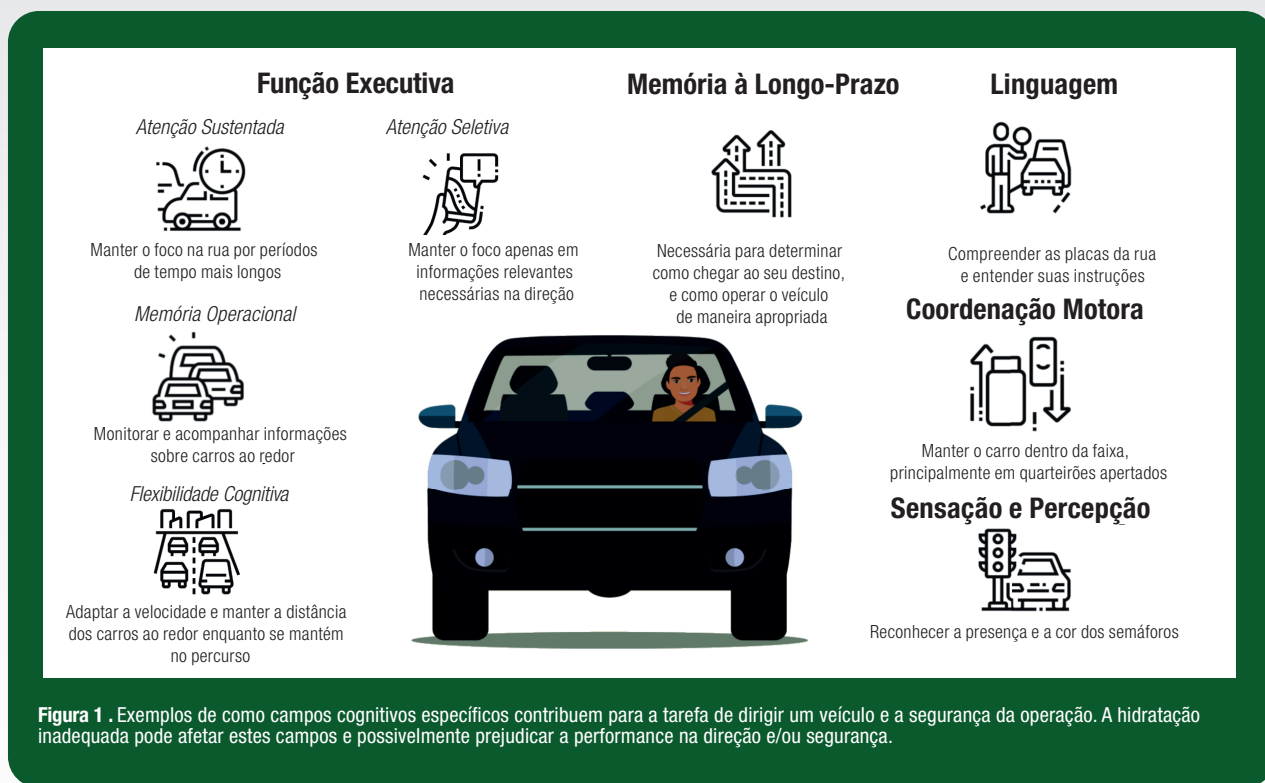 Função Executiva
Atenção Sustentada
Manter o foco na rua por períodos
de tempo mais longos
Atenção Seletiva
Manter o foco apenas em
informações relevantes
necessárias na direção
Memória Operacional
Monitorar e acompanhar informações
sobre carros ao redor
Flexibilidade Cognitiva
Adaptar a velocidade e manter a distância
dos carros ao redor enquanto se mantém
no percurso
Memória à Longo-Prazo
Necessária para determinar
como chegar ao seu destino,
e como operar o veículo
de maneira apropriada
Linguagem
Compreender as placas da rua
e entender suas instruções
Coordenação Motora
Manter o carro dentro da faixa,
principalmente em quarteirões apertados
Sensação e Percepção
Reconhecer a presença e a cor dos semáforos
Figura 1 . Exemplos de como campos cognitivos específicos contribuem para a tarefa de dirigir um veículo e a segurança da operação. A hidratação
inadequada pode afetar estes campos e possivelmente prejudicar a performance na direção e/ou segurança.